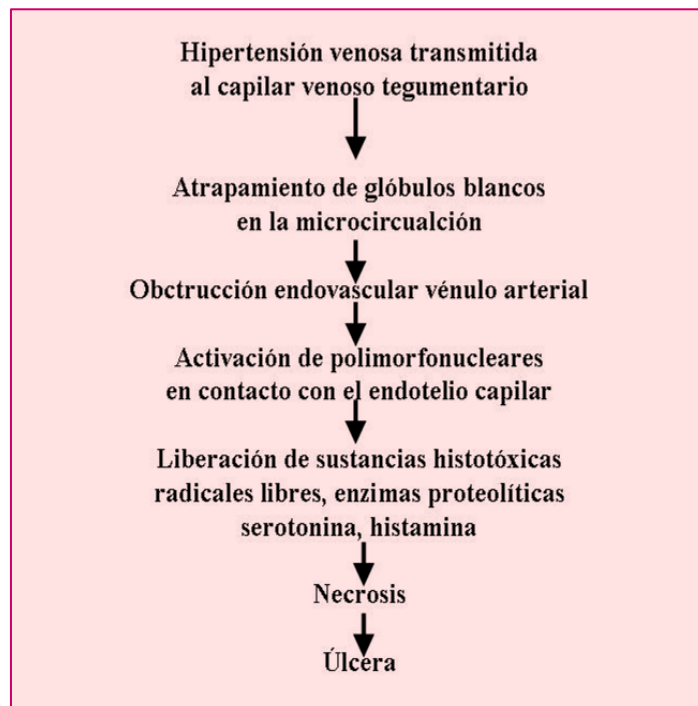 Hipertensión venosa transmitida
al capilar venoso tegumentario
Atrapamiento de glóbulos blancos
en la microcircualción
Obctrucción endovascular vénulo arterial
Activación de polimorfonucleares
en contacto con el endotelio capilar
Liberación de sustancias histotóxicas
radicales libres, enzimas proteolíticas
serotonina, histamina
Necrosis
Úlcera